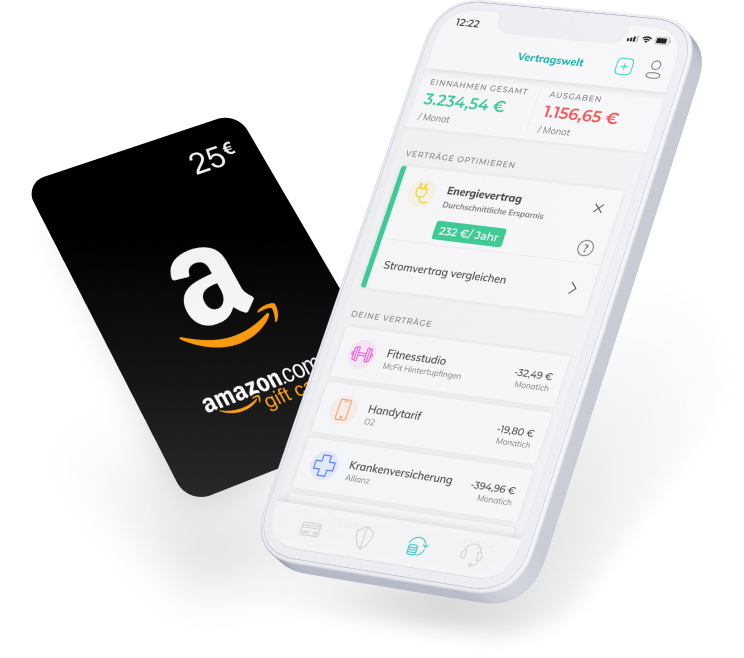 25€
a
amazon.com
gift
12:22
Vertragswelt
EINNAHMEN GESAMT
3.234,54 €
/ Monat
AUSGABEN
1.156,65 €
/ Monat
VERTRÄGE OPTIMIEREN
Energievertrag
Durchschnittliche Ersparnis
232 €/ Jahr
?
Stromvertrag vergleichen
DEINE VERTRÄGE
Fitnesstudio
McFit Hintertupfingen
-32,49 €
Monatich
Handytarif
O2
-19,80 €
Monatich
Krankenversicherung
Allianz
-394,96 €
Monatich